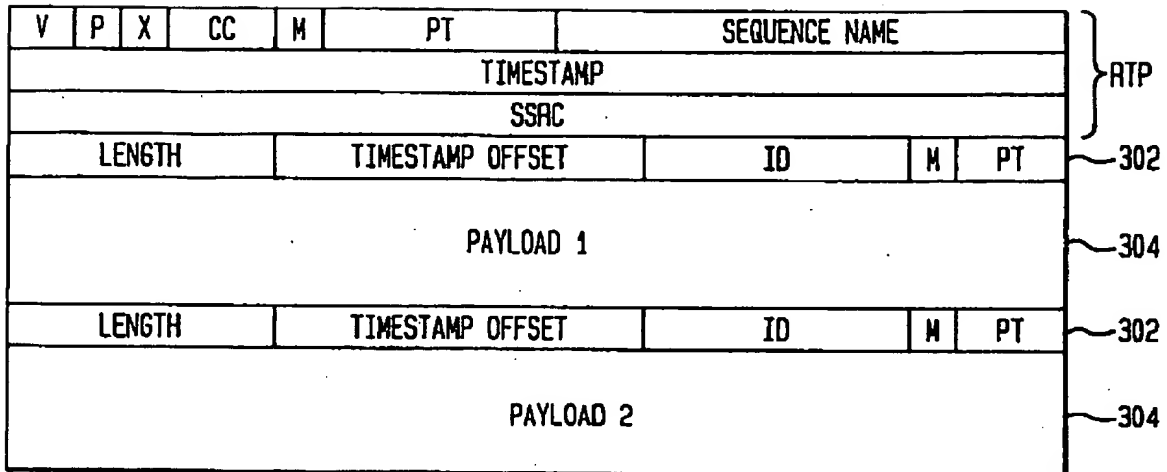 V P X CC M PT SEQUENCE NAME
TIMESTAMP
SSRC
RTP
LENGTH TIMESTAMP OFFSET ID M PT 302
PAYLOAD 1 304
LENGTH TIMESTAMP OFFSET ID M PT 302
PAYLOAD 2 304